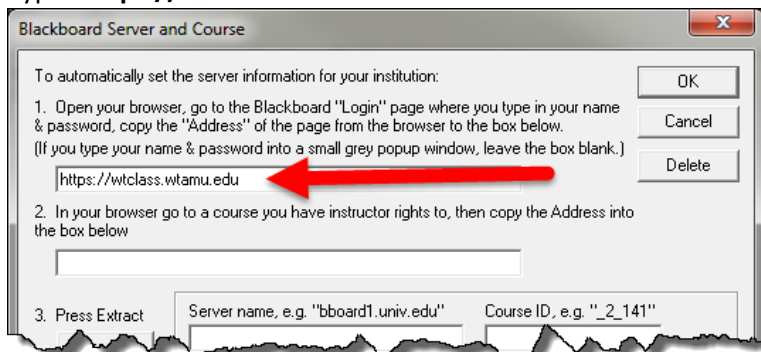 Blackboard Server and Course
To automatically set the server information for your institution:
OK
1. Open your browser, go to the Blackboard "Login" page where you type in your name
& password, copy the "Address" of the page from the browser to the box below.
Cancel
(If you type your name & password into a small grey popup window, leave the box blank.)
Delete
https://wtclass.wtamu.edu
2. In your browser go to a course you have instructor rights to, then copy the Address into
the box below
3. Press Extract
Server name, e.g. "bboard1.univ.edu"
Course ID, e.g. "_2_141"